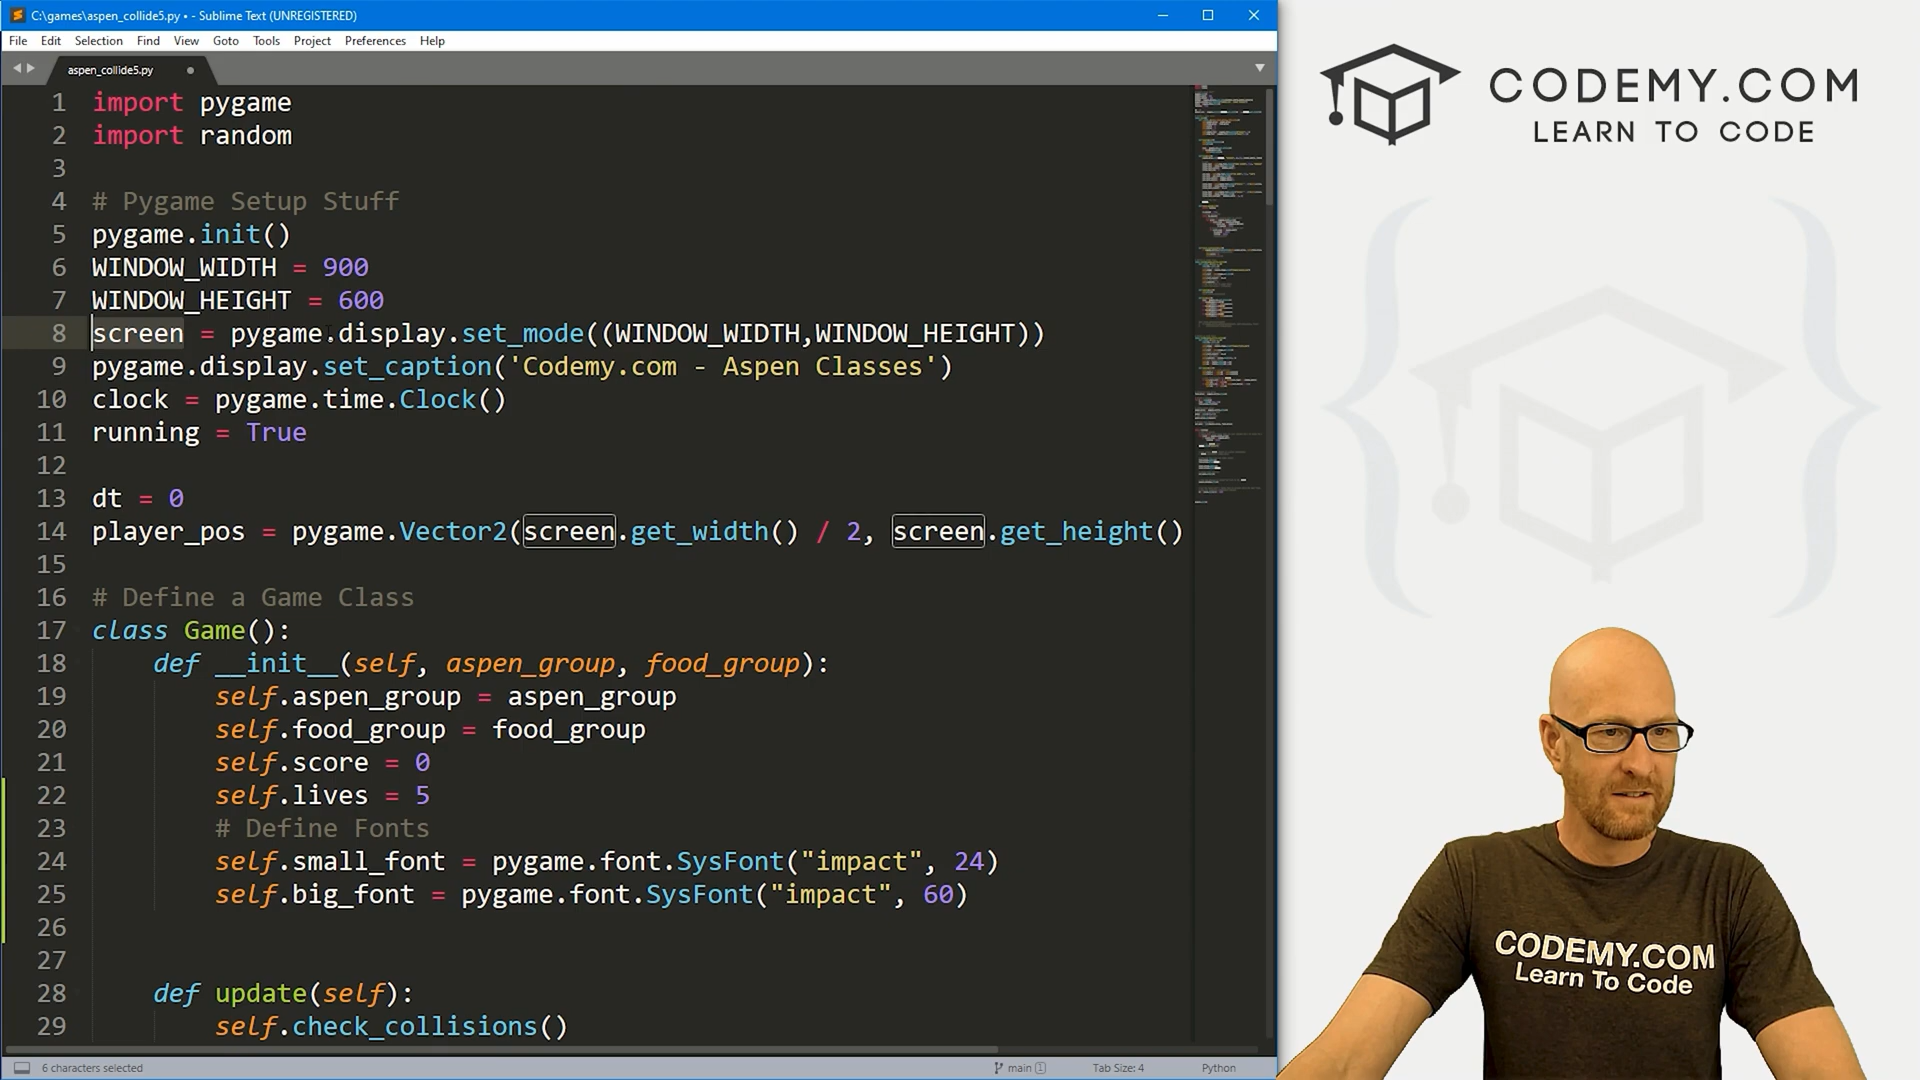 C:\games\aspen_collide5.py • - Sublime Text (UNREGISTERED)
File Edit Selection Find View Goto Tools Project Preferences Help
aspen_collide5.py
1 import pygame
2 import random
3
4 # Pygame Setup Stuff
5 pygame.init()
6 WINDOW_WIDTH = 900
7 WINDOW_HEIGHT = 600
8 screen = pygame.display.set_mode((WINDOW_WIDTH,WINDOW_HEIGHT))
9 pygame.display.set_caption('Codemy.com - Aspen Classes')
10 clock = pygame.time.Clock()
11 running = True
12
13 dt = 0
14 player_pos = pygame.Vector2(screen.get_width() / 2, screen.get_height()
15
16 # Define a Game Class
17 class Game():
18 def __init__(self, aspen_group, food_group):
19 self.aspen_group = aspen_group
20 self.food_group = food_group
21 self.score = 0
22 self.lives = 5
23 # Define Fonts
24 self.small_font = pygame.font.SysFont("impact", 24)
25 self.big_font = pygame.font.SysFont("impact", 60)
26
27
28 def update(self):
29 self.check_collisions()
6 characters selected
main 1
Tab Size: 4
Python
CODEMY.COM
LEARN TO CODE
CODEMY.COM
Learn To Code